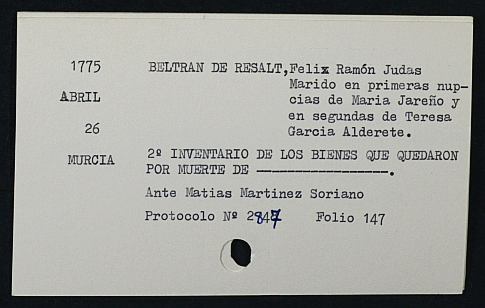 1775 BELTRAN DE RESALT, Felix Ramón Judas
Marido en primeras nup-
ABRIL cias de Maria Jareño y
en segundas de Teresa
26 Garcia Alderete.
MURCIA 2º INVENTARIO DE LOS BIENES QUE QUEDARON
POR MUERTE DE ------------------.
Ante Matias Martinez Soriano
Protocolo Nº Folio 147